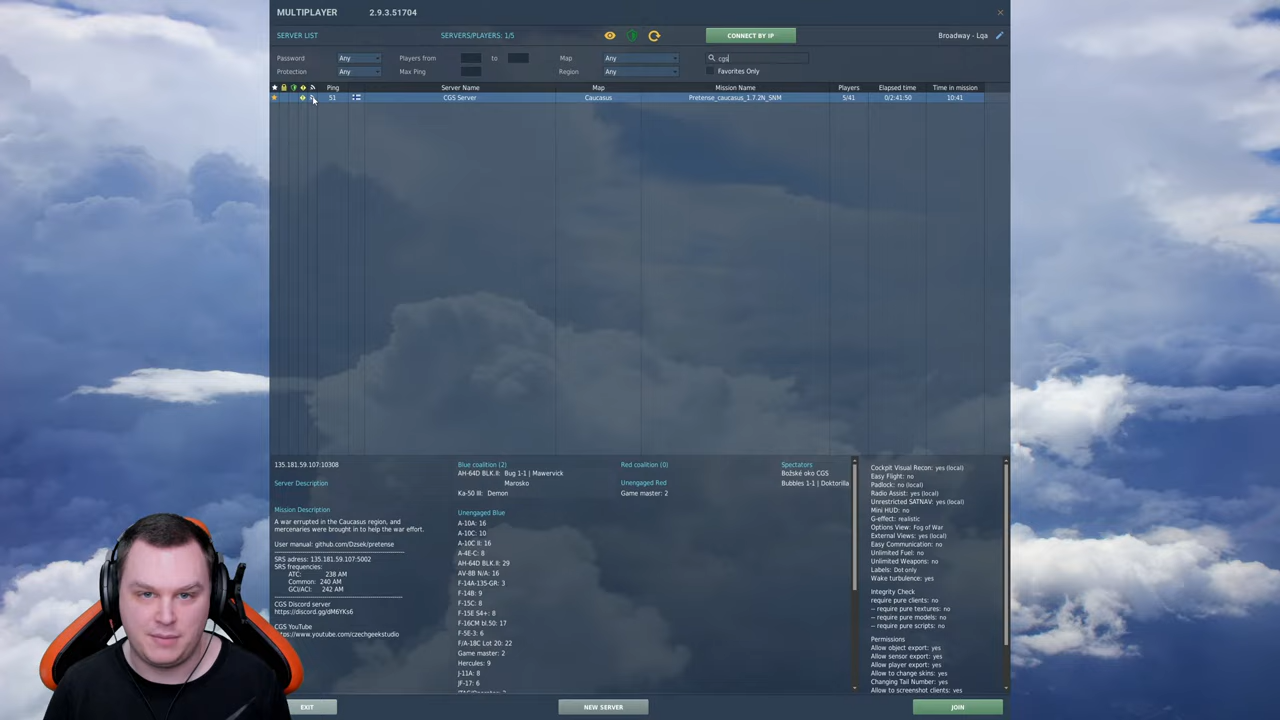 MULTIPLAYER 2.9.3.51704
SERVER LIST SERVERS/PLAYERS: 1/5 CONNECT BY IP Broadway - Lqa
Password Any Players from to Map Any cgs
Protection Any Max Ping Region Any Favorites Only
Ping Server Name Map Mission Name Players Elapsed time Time in mission
51 CGS Server Caucasus Pretense_caucasus_1.7.2N_SNM 5/41 0/2:41:50 10:41
135.181.59.107:10308
Server Description
Mission Description
A war errupted in the Caucasus region, and
mercenaries were brought in to help the war effort.
User manual: github.com/Dzsek/pretense
SRS adress: 135.181.59.107:5002
SRS frequencies:
ATC: 238 AM
Common: 240 AM
GCI/ACI: 242 AM
CGS Discord server
https://discord.gg/dM6YKs6
CGS YouTube
https://www.youtube.com/czechgeekstudio
Blue coalition (2)
AH-64D BLK.II: Bug 1-1 | Mawervick
Marosko
Ka-50 III: Demon
Unengaged Blue
A-10A: 16
A-10C: 10
A-10C II: 16
A-4E-C: 8
AH-64D BLK.II: 29
AV-8B N/A: 16
F-14A-135-GR: 3
F-14B: 9
F-15C: 8
F-15E S4+: 8
F-16CM bl.50: 17
F-5E-3: 6
F/A-18C Lot 20: 22
Game master: 2
Hercules: 9
J-11A: 8
JF-17: 6
Red coalition (0)
Unengaged Red
Game master: 2
Spectators
Božské oko CGS
Bubbles 1-1 | Doktorilla
Cockpit Visual Recon: yes (local)
Easy Flight: no
Padlock: no (local)
Radio Assist: yes (local)
Unrestricted SATNAV: yes (local)
Mini HUD: no
G-effect: realistic
Options View: Fog of War
External Views: yes (local)
Easy Communication: no
Unlimited Fuel: no
Unlimited Weapons: no
Labels: Dot only
Wake turbulence: yes
Integrity Check
require pure clients: no
-- require pure textures: no
-- require pure models: no
-- require pure scripts: no
Permissions
Allow object export: yes
Allow sensor export: yes
Allow player export: yes
Allow to change skins: yes
Changing Tail Number: yes
Allow to screenshot clients: yes
EXIT NEW SERVER JOIN